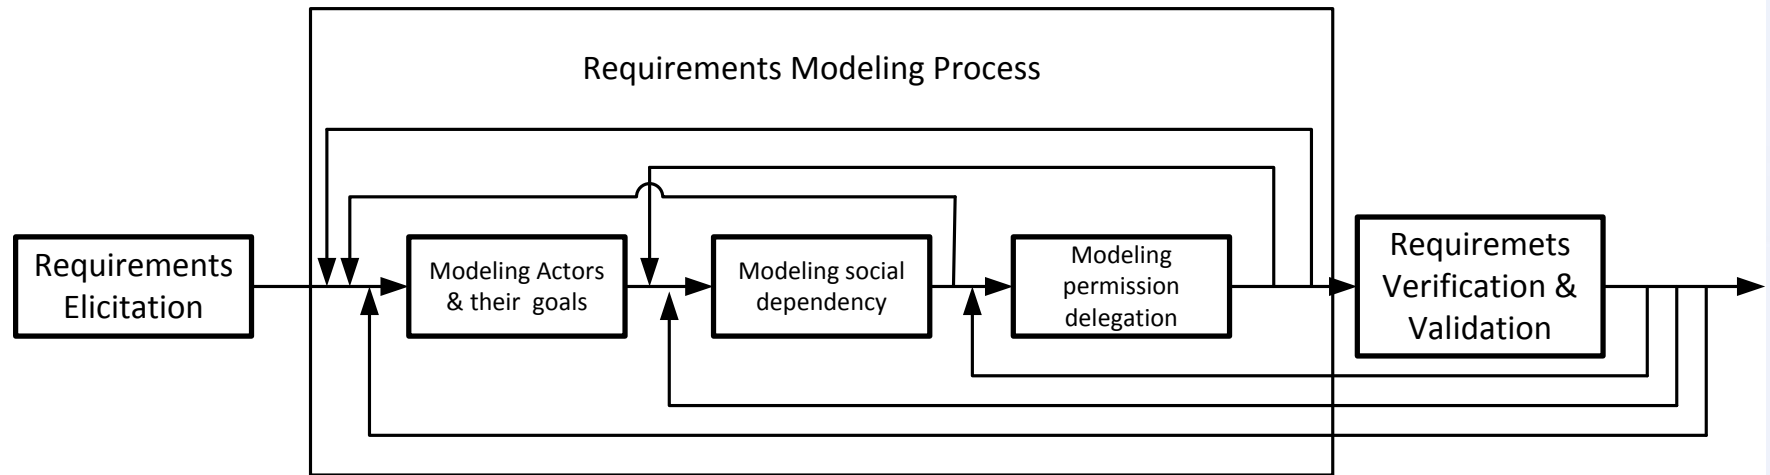 Requirements Modeling Process
Requirements
Elicitation
Modeling Actors
& their goals
Modeling social
dependency
Modeling
permission
delegation
Requiremets
Verification &
Validation